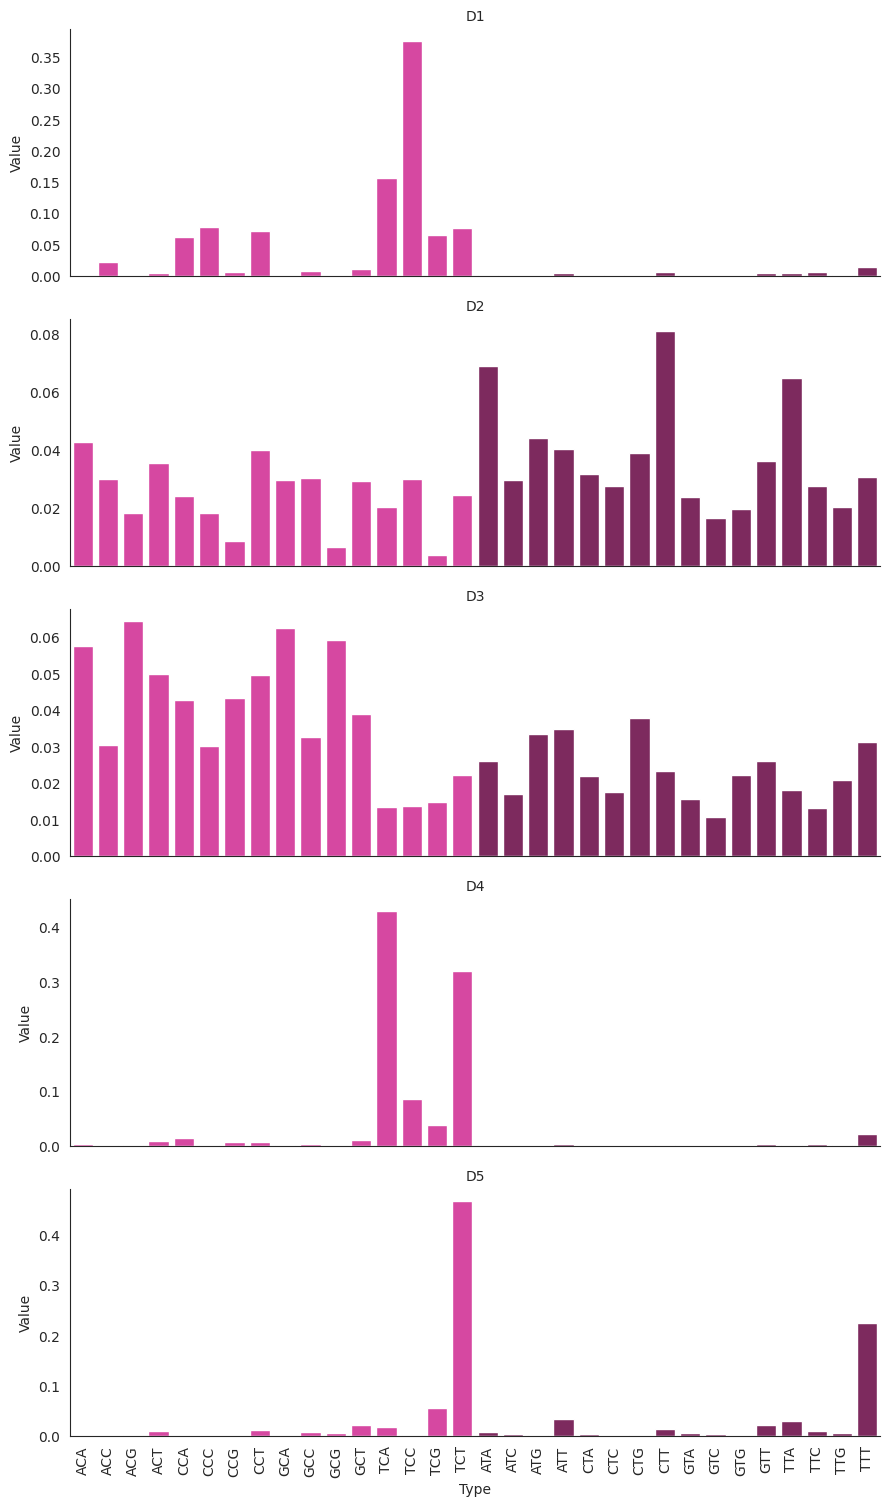 D1
Value
0.35
0.30
0.25
0.20
0.15
0.10
0.05
0.00
D2
Value
0.08
0.06
0.04
0.02
0.00
D3
Value
0.06
0.05
0.04
0.03
0.02
0.01
0.00
D4
Value
0.4
0.3
0.2
0.1
0.0
D5
Value
0.4
0.3
0.2
0.1
0.0
ACA ACC ACG ACT CCA CCC CCG CCT GCA GCC GCG GCT TCA TCC TCG TCT ATA ATC ATG ATT CTA CTC CTG CTT GTA GTC GTG GTT TTA TTC TTG TTT
Type